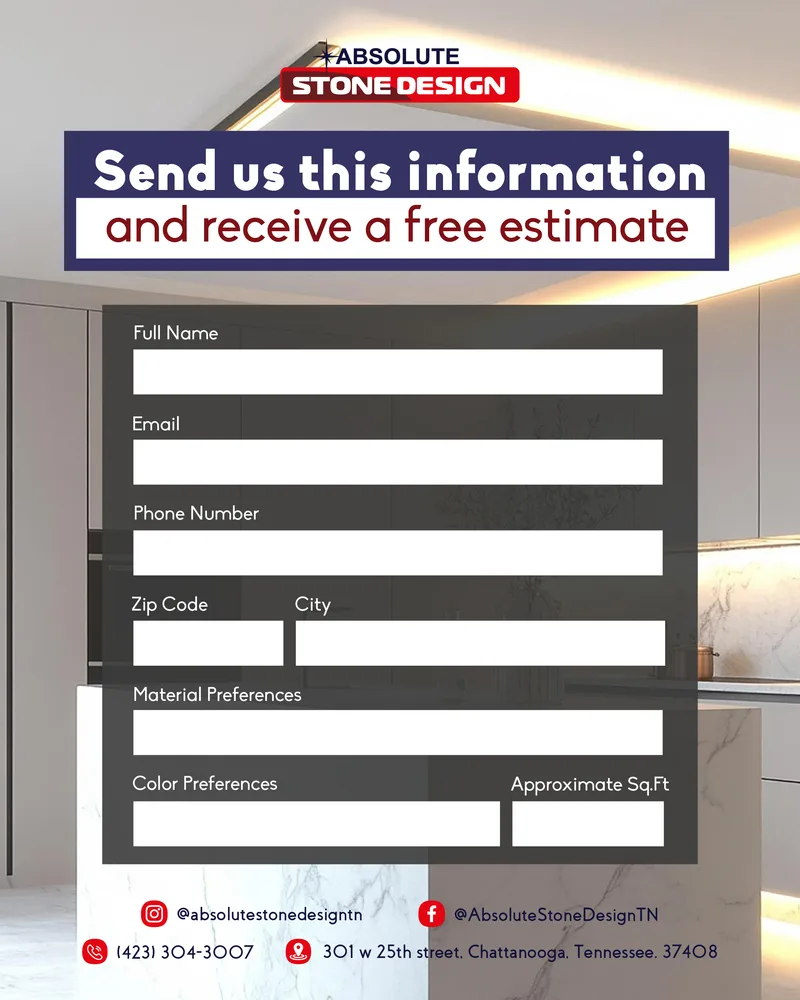 ABSOLUTE
STONE DESIGN
Send us this information
and receive a free estimate
Full Name
Email
Phone Number
Zip Code City
Material Preferences
Color Preferences Approximate Sq.Ft
@absolutestonedesigntn @AbsoluteStoneDesignTN
(423) 304-3007 301 w 25th street, Chattanooga, Tennessee. 37408